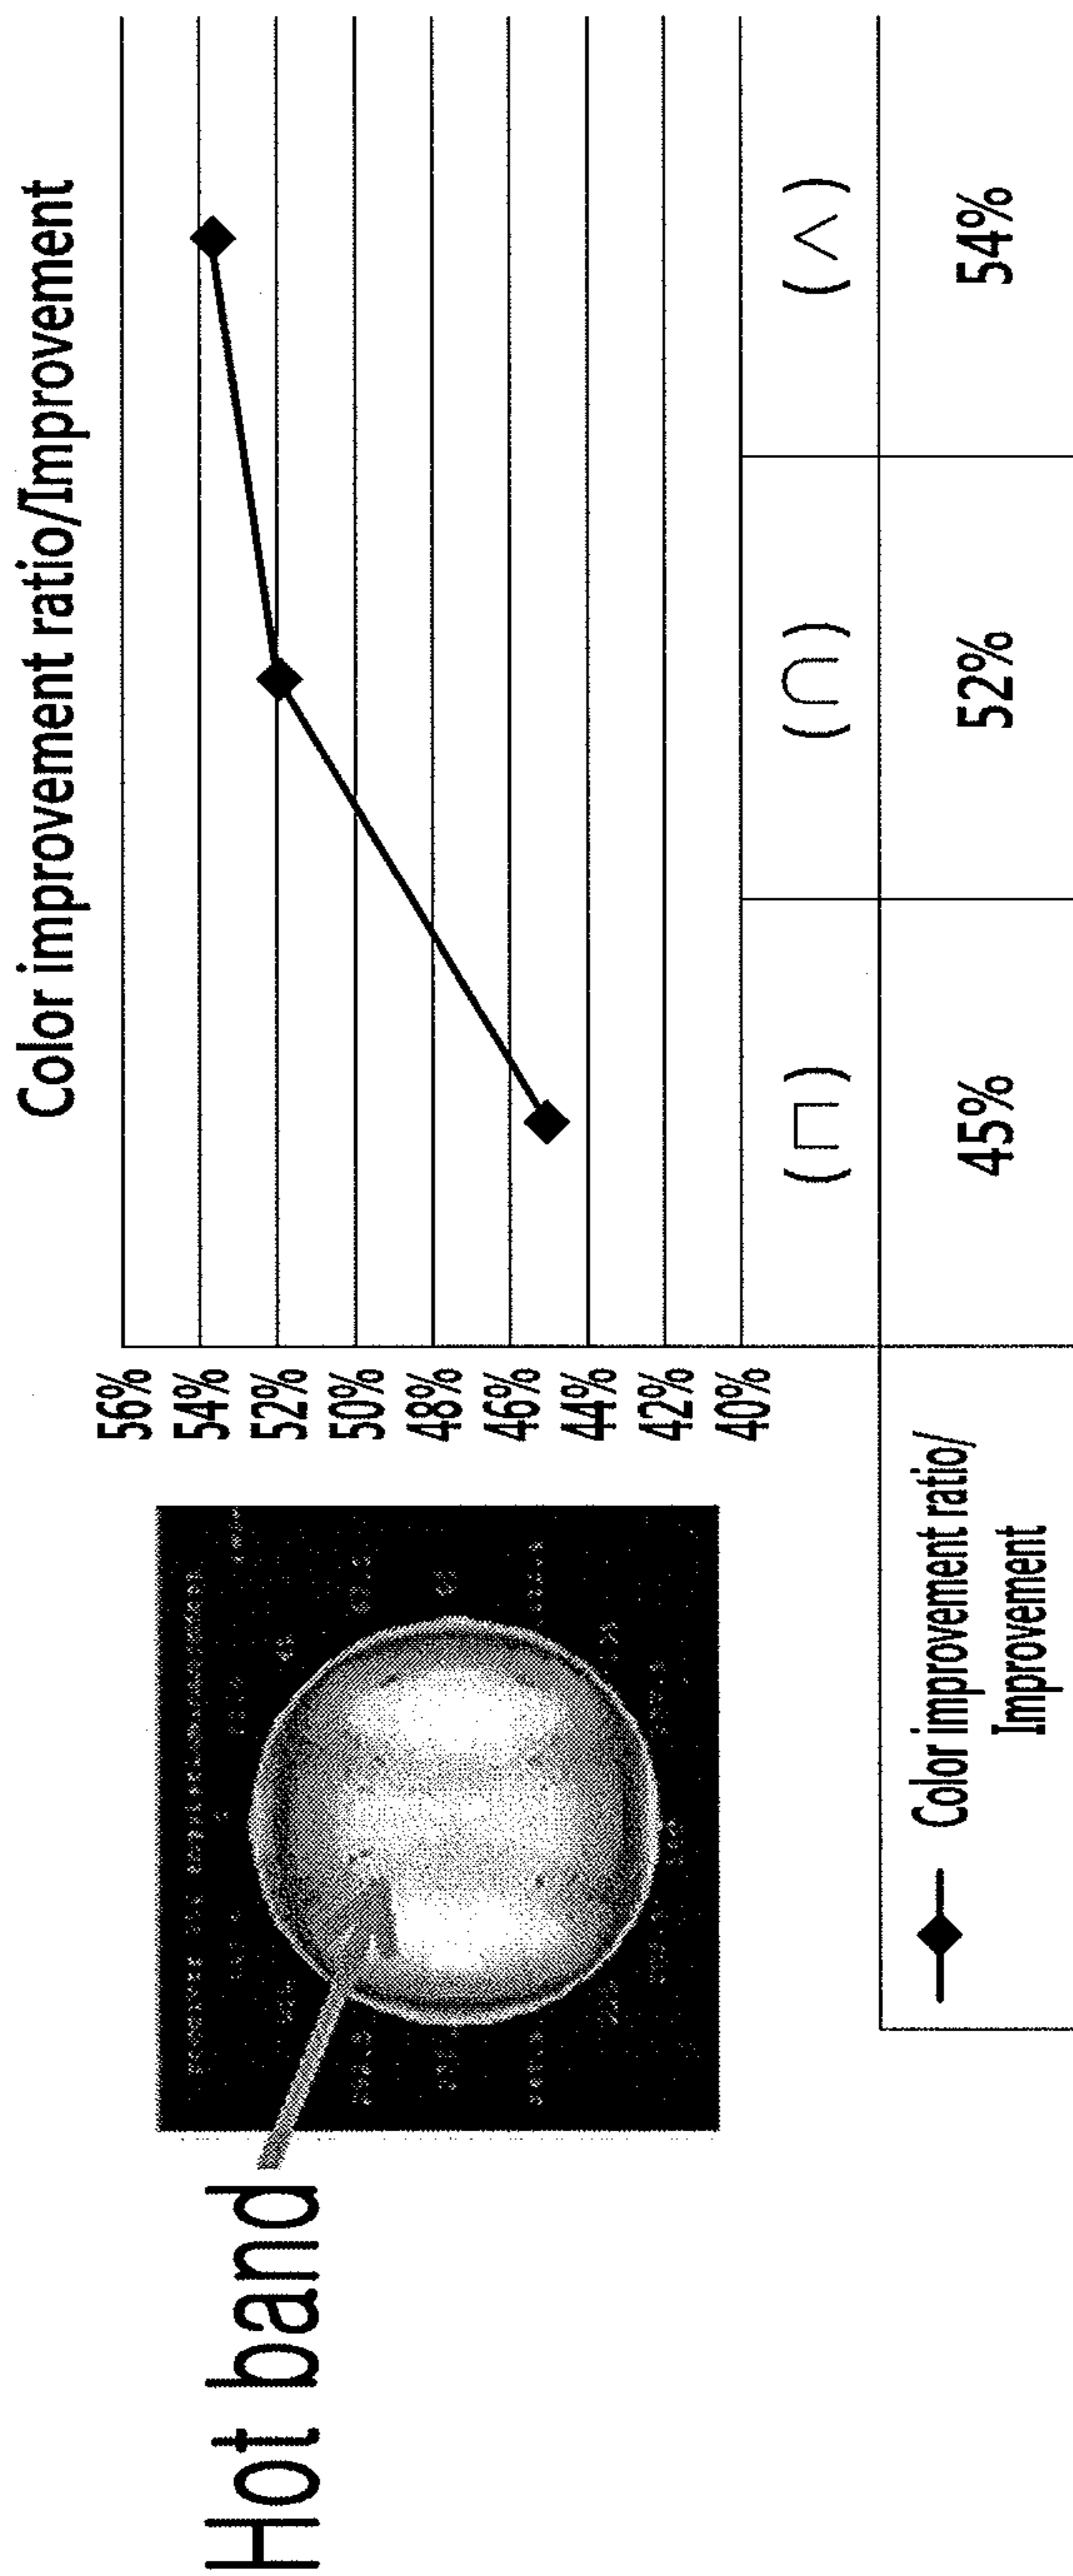 Color improvement ratio/Improvement
56%
54%
52%
50%
48%
46%
44%
42%
40%
Hot band
(⊔) (U) (V)
Color improvement ratio/
Improvement
45% 52% 54%